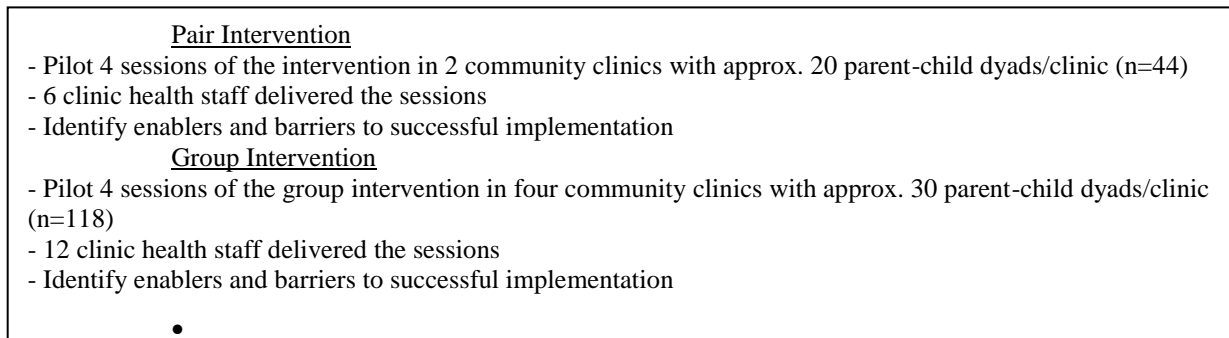 Pair Intervention
- Pilot 4 sessions of the intervention in 2 community clinics with approx. 20 parent-child dyads/clinic (n=44)
- 6 clinic health staff delivered the sessions
- Identify enablers and barriers to successful implementation
Group Intervention
- Pilot 4 sessions of the group intervention in four community clinics with approx. 30 parent-child dyads/clinic
(n=118)
- 12 clinic health staff delivered the sessions
- Identify enablers and barriers to successful implementation
•